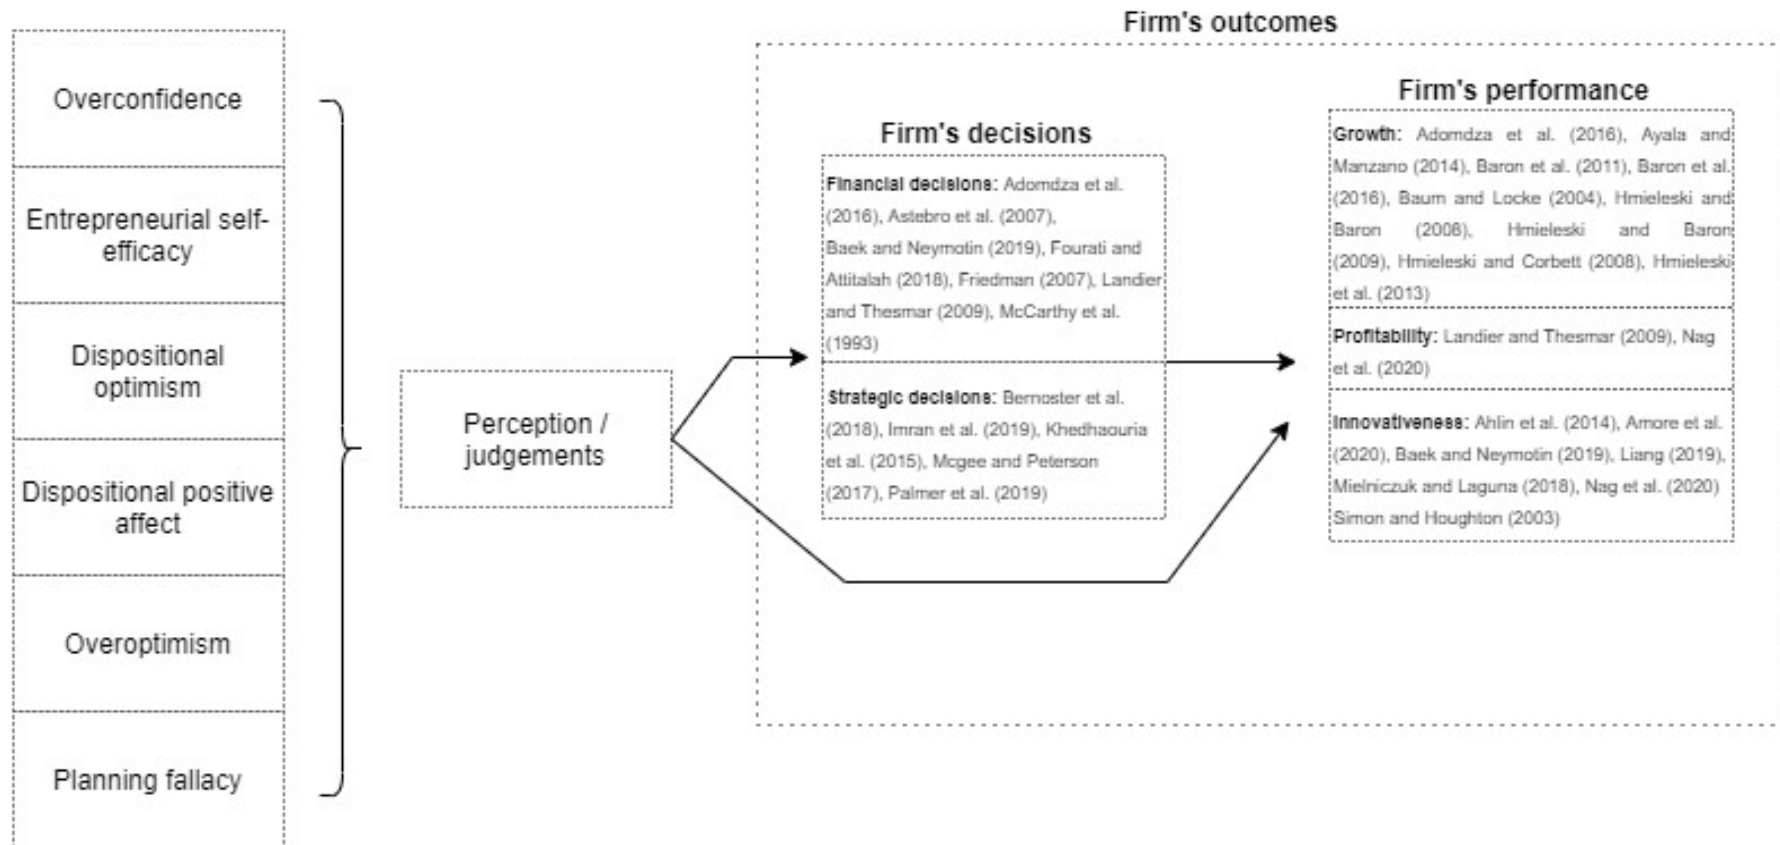 Firm's outcomes
Overconfidence
Entrepreneurial self-
efficacy
Dispositional
optimism
Dispositional positive
affect
Overoptimism
Planning fallacy
Perception /
judgements
Firm's decisions
Financial decisions: Adomdza et al.
(2016), Astebro et al. (2007),
Baek and Neymotin (2019), Fourati and
Attitalah (2018), Friedman (2007), Landier
and Thesmar (2009), McCarthy et al.
(1993)
Strategic decisions: Bernoster et al.
(2018), Imran et al. (2019), Khedhaouria
et al. (2015), Mcgee and Peterson
(2017), Palmer et al. (2019)
Firm's performance
Growth: Adomdza et al. (2016), Ayala and
Manzano (2014), Baron et al. (2011), Baron et al.
(2016), Baum and Locke (2004), Hmieleski and
Baron (2008), Hmieleski and Baron
(2009), Hmieleski and Corbett (2008), Hmieleski
et al. (2013)
Profitability: Landier and Thesmar (2009), Nag
et al. (2020)
Innovativeness: Ahlin et al. (2014), Amore et al.
(2020), Baek and Neymotin (2019), Liang (2019),
Mielniczuk and Laguna (2018), Nag et al. (2020)
Simon and Houghton (2003)